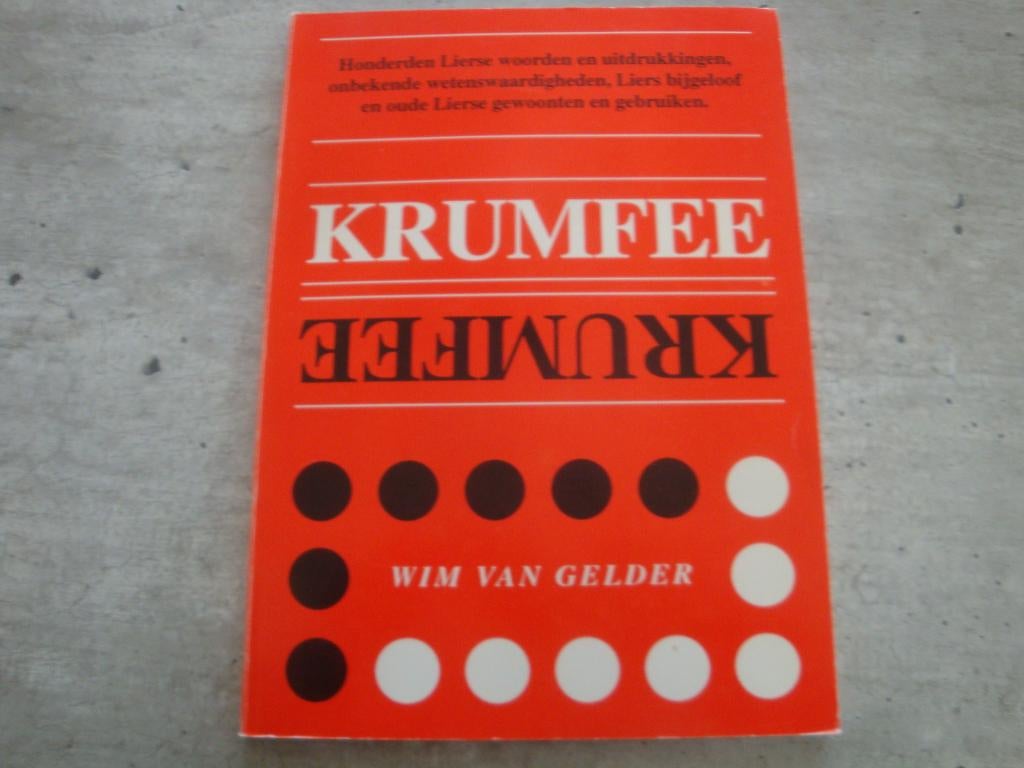 Honderden Lierse woorden en uitdrukkingen,
onbekende wetenswaardigheden, Liers bijgeloof
en oude Lierse gewoonten en gebruiken.
KRUMFEE
KRUMFEE
WIM VAN GELDER